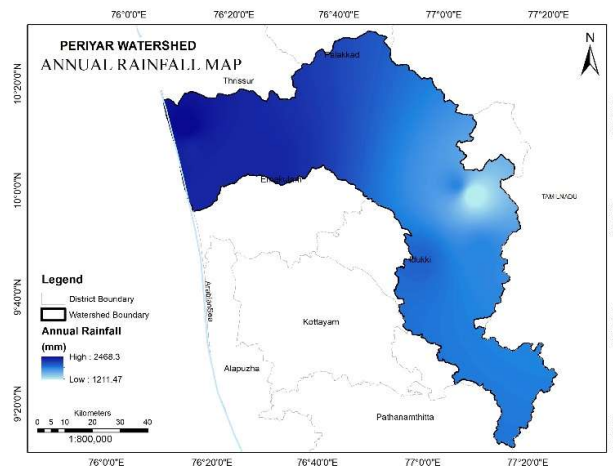 76°0'0"E 76°20'0"E 76°40'0"E 77°0'0"E 77°20'0"E
PERIYAR WATERSHED
ANNUAL RAINFALL MAP
N
Palakkad
Thrissur
10°20'0"N
Ernakulam
10°0'0"N
TAMILNADU
Idukki
9°40'0"N
Arabian Sea
Legend
District Boundary
Watershed Boundary
Annual Rainfall
(mm)
High : 2468.3
Low : 1211.47
Kottayam
Alapuzha
Pathanamthitta
9°20'0"N
Kilometers
0 5 10 20 30 40
1:800,000
76°0'0"E 76°20'0"E 76°40'0"E 77°0'0"E 77°20'0"E